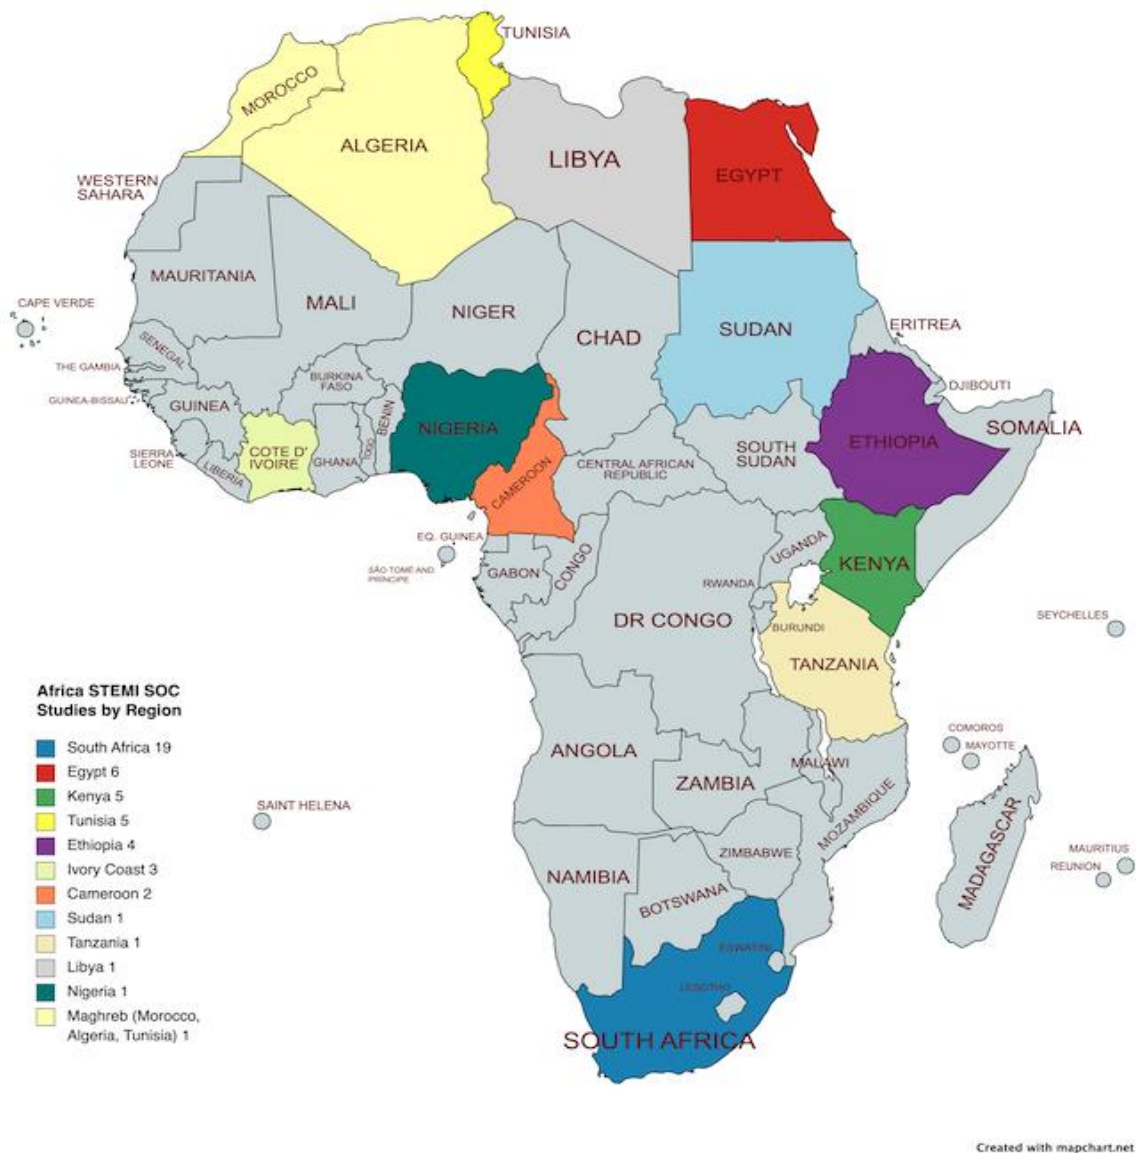 TUNISIA
MOROCCO
ALGERIA
LIBYA
EGYPT
WESTERN
SAHARA
MAURITANIA
MALI
NIGER
CHAD
SUDAN
ERITREA
CAPE VERDE
SENEGAL
THE GAMBIA
GUINEA-BISSAU
GUINEA
BURKINA
FASO
BENIN
DJIBOUTI
SOMALIA
SIERRA
LEONE
LIBERIA
COTE D'
IVOIRE
GHANA
TOGO
NIGERIA
CAMEROON
CENTRAL AFRICAN
REPUBLIC
SOUTH
SUDAN
ETHIOPIA
EQ. GUINEA
SÃO TOMÉ AND
PRÍNCIPE
GABON
CONGO
UGANDA
KENYA
RWANDA
DR CONGO
BURUNDI
TANZANIA
SEYCHELLES
Africa STEMI SOC
Studies by Region
South Africa 19
Egypt 6
Kenya 5
Tunisia 5
Ethiopia 4
Ivory Coast 3
Cameroon 2
Sudan 1
Tanzania 1
Libya 1
Nigeria 1
Maghreb (Morocco,
Algeria, Tunisia) 1
ANGOLA
ZAMBIA
MALAWI
MOZAMBIQUE
COMOROS
MAYOTTE
SAINT HELENA
MADAGASCAR
MAURITIUS
REUNION
NAMIBIA
ZIMBABWE
BOTSWANA
ESWATINI
LESOTHO
SOUTH AFRICA
Created with mapchart.net